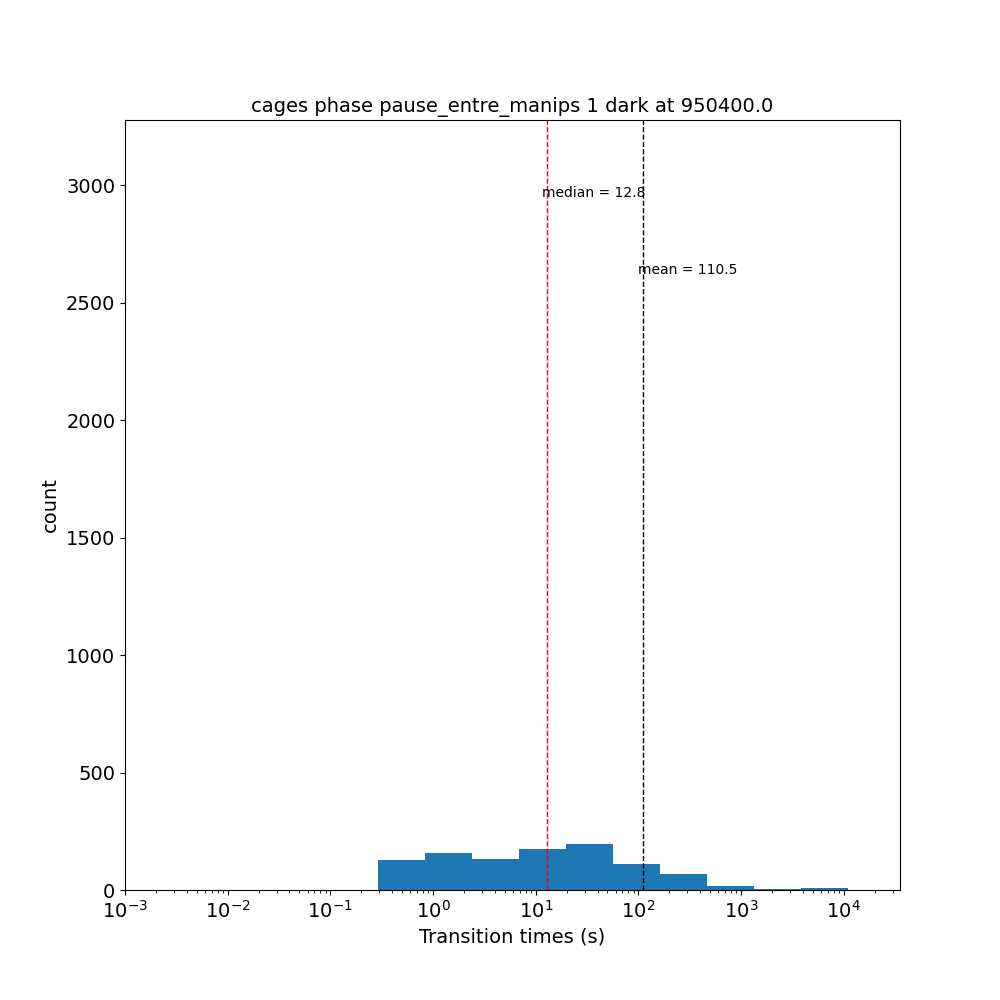 cages phase pause_entre_manips 1 dark at 950400.0
3000
median = 12.8
mean = 110.5
2500
2000
count
1500
1000
500
0
10⁻³ 10⁻² 10⁻¹ 10⁰ 10¹ 10² 10³ 10⁴
Transition times (s)